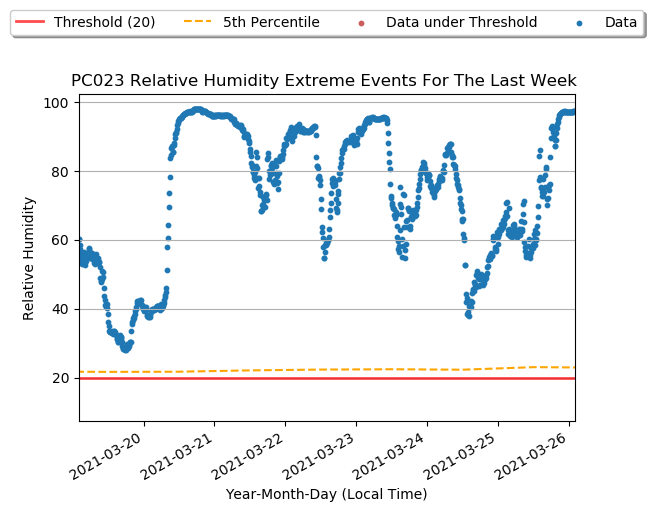 Threshold (20) 5th Percentile Data under Threshold Data
PC023 Relative Humidity Extreme Events For The Last Week
100
80
60
40
20
Relative Humidity
2021-03-20 2021-03-21 2021-03-22 2021-03-23 2021-03-24 2021-03-25 2021-03-26
Year-Month-Day (Local Time)